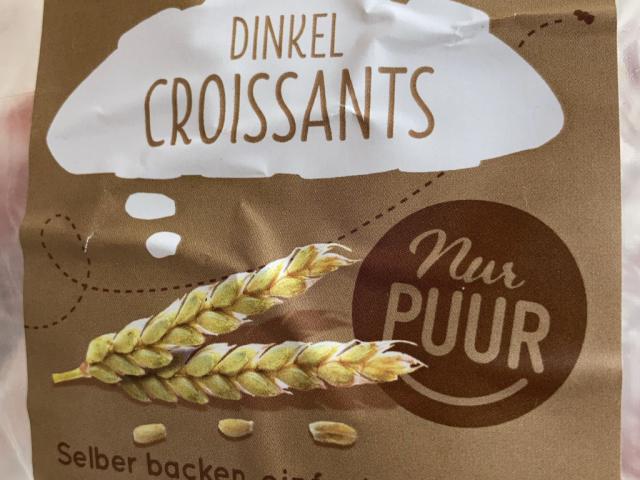 DINKEL
CROISSANTS
Nur
PUUR
Selber backen